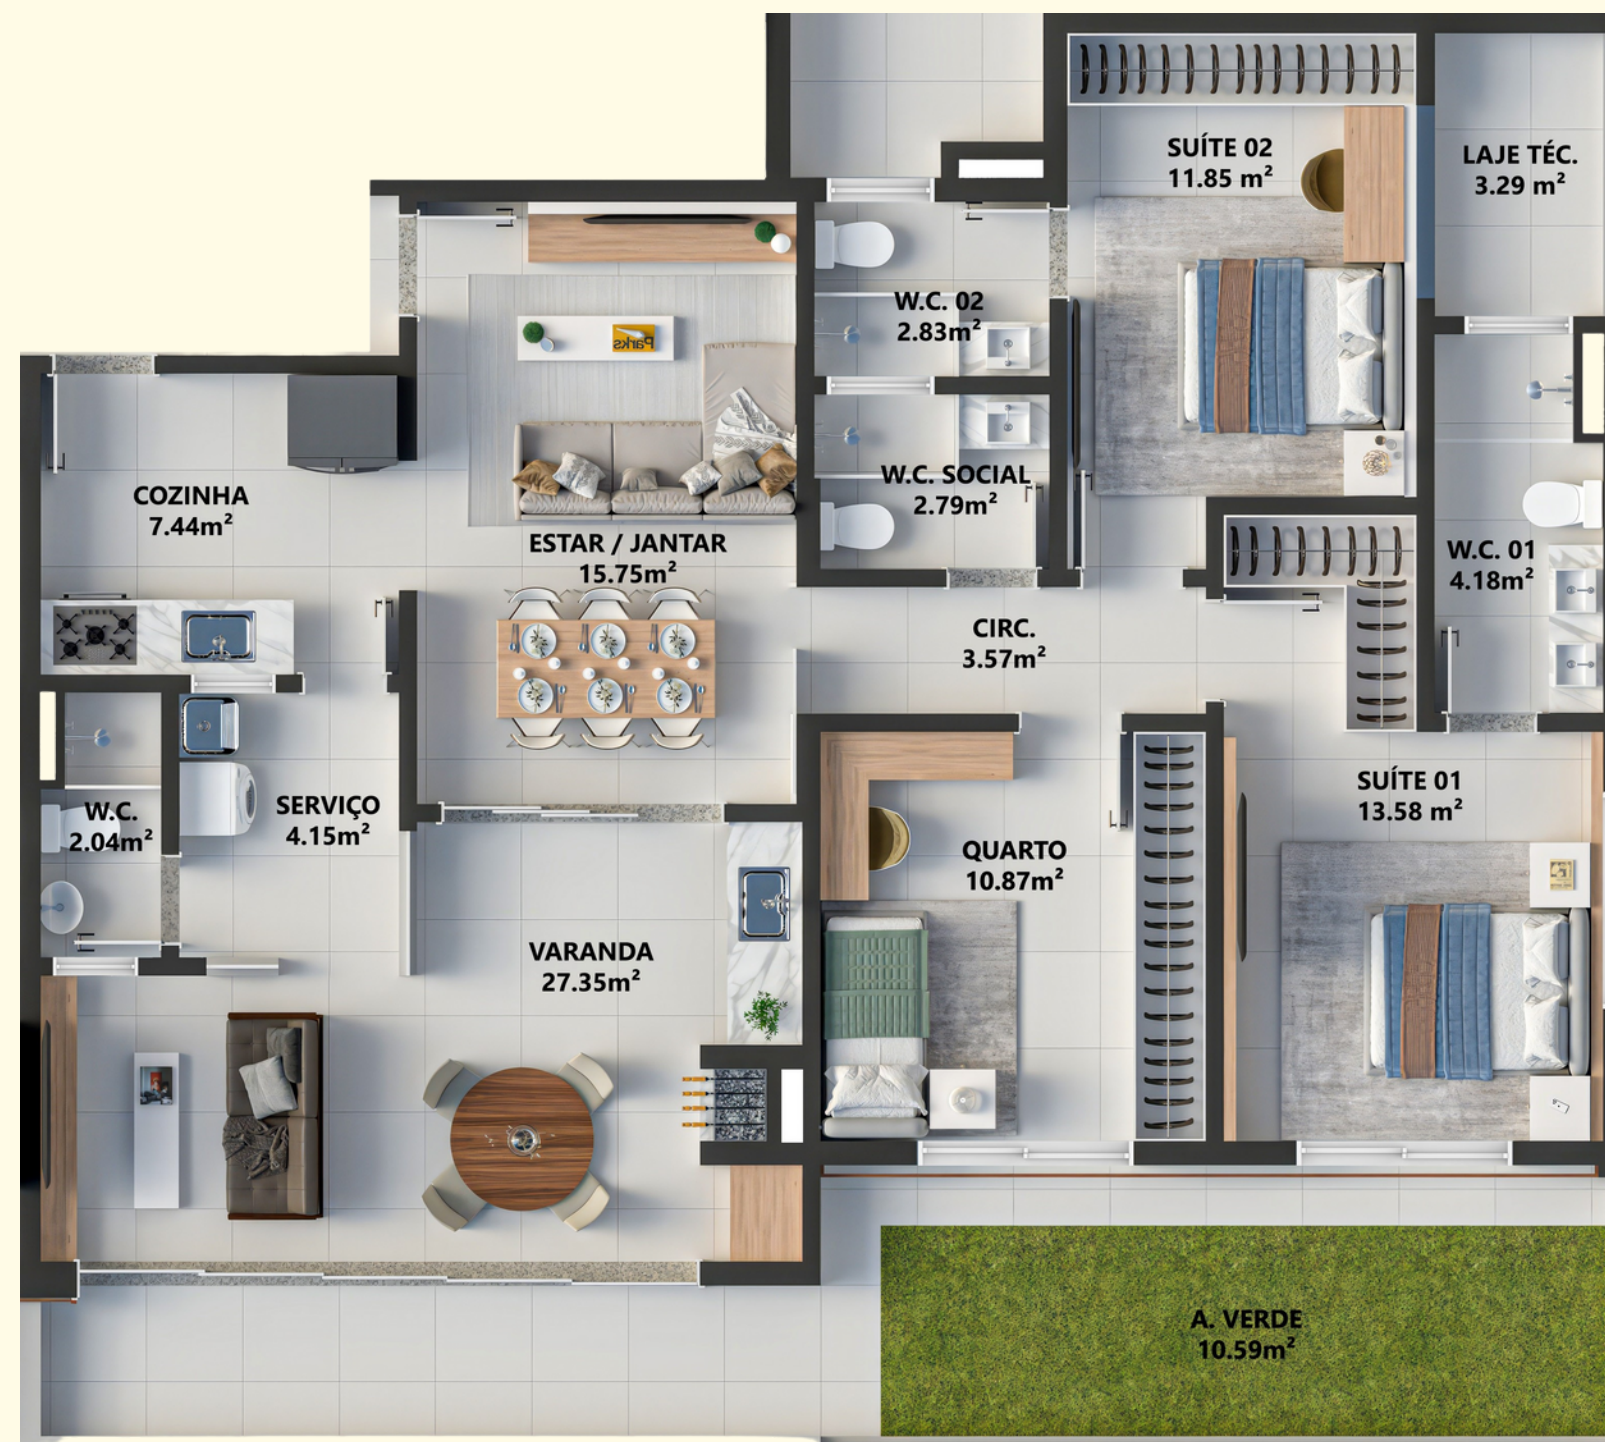 SUÍTE 02
11.85 m²
LAJE TÉC.
3.29 m²
W.C. 02
2.83m²
Parks
COZINHA
7.44m²
W.C. SOCIAL
2.79m²
ESTAR / JANTAR
15.75m²
W.C. 01
4.18m²
CIRC.
3.57m²
SUÍTE 01
13.58 m²
W.C.
2.04m²
SERVIÇO
4.15m²
QUARTO
10.87m²
VARANDA
27.35m²
A. VERDE
10.59m²